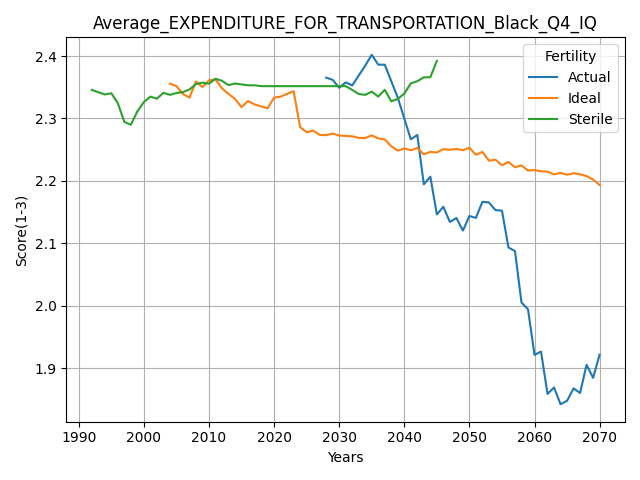 Average_EXPENDITURE_FOR_TRANSPORTATION_Black_Q4_IQ
Fertility
Actual
Ideal
Sterile
Score(1-3)
2.4
2.3
2.2
2.1
2.0
1.9
1990 2000 2010 2020 2030 2040 2050 2060 2070
Years